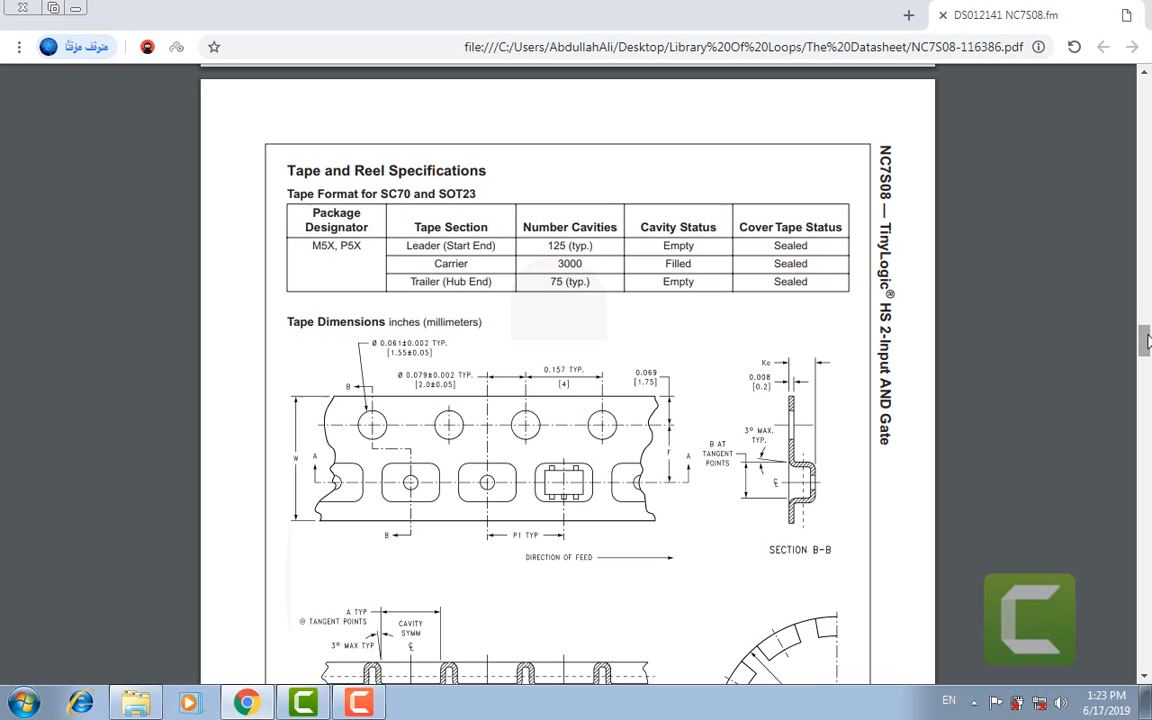 DS012141 NC7S08.fm
متوقف مؤقتًا
file:///C:/Users/AbdullahAli/Desktop/Library%20Of%20Loops/The%20Datasheet/NC7S08-116386.pdf
Tape and Reel Specifications
Tape Format for SC70 and SOT23
Package Designator Tape Section Number Cavities Cavity Status Cover Tape Status
M5X, P5X Leader (Start End) 125 (typ.) Empty Sealed
Carrier 3000 Filled Sealed
Trailer (Hub End) 75 (typ.) Empty Sealed
Tape Dimensions inches (millimeters)
Ø 0.061±0.002 TYP.
[1.55±0.05]
Ø 0.079±0.002 TYP.
[2.0±0.05]
0.157 TYP.
[4]
0.069
[1.75]
B
W
A
F
A
B
P1 TYP
DIRECTION OF FEED
Ko
0.008
[0.2]
3° MAX.
TYP.
B AT
TANGENT
POINTS
SECTION B-B
A TYP
@ TANGENT POINTS
CAVITY
SYMM
3° MAX TYP
NC7S08 — TinyLogic® HS 2-Input AND Gate
EN
1:23 PM
6/17/2019